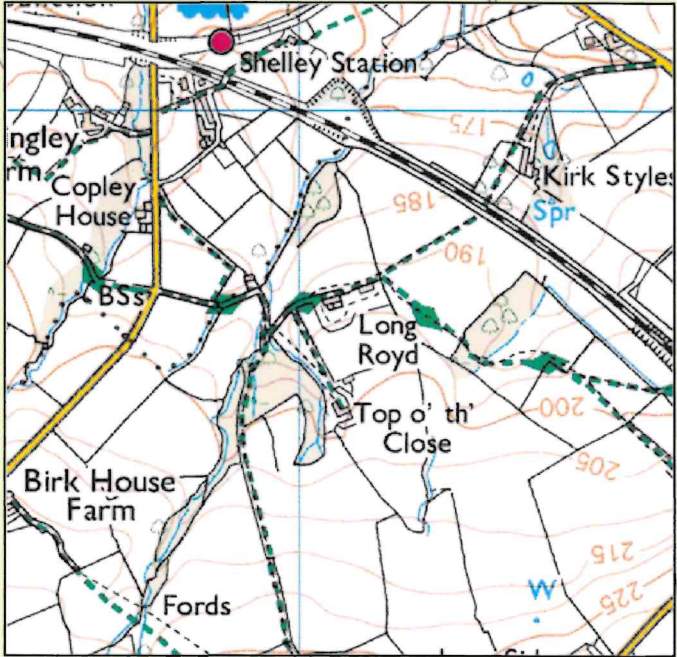 Shelley Station
175
ngley
rm
Copley
House
Kirk Styles
185
Spr
190
BSs
Long
Royd
200
Top o' th'
Close
205
Birk House
Farm
215
W
225
Fords